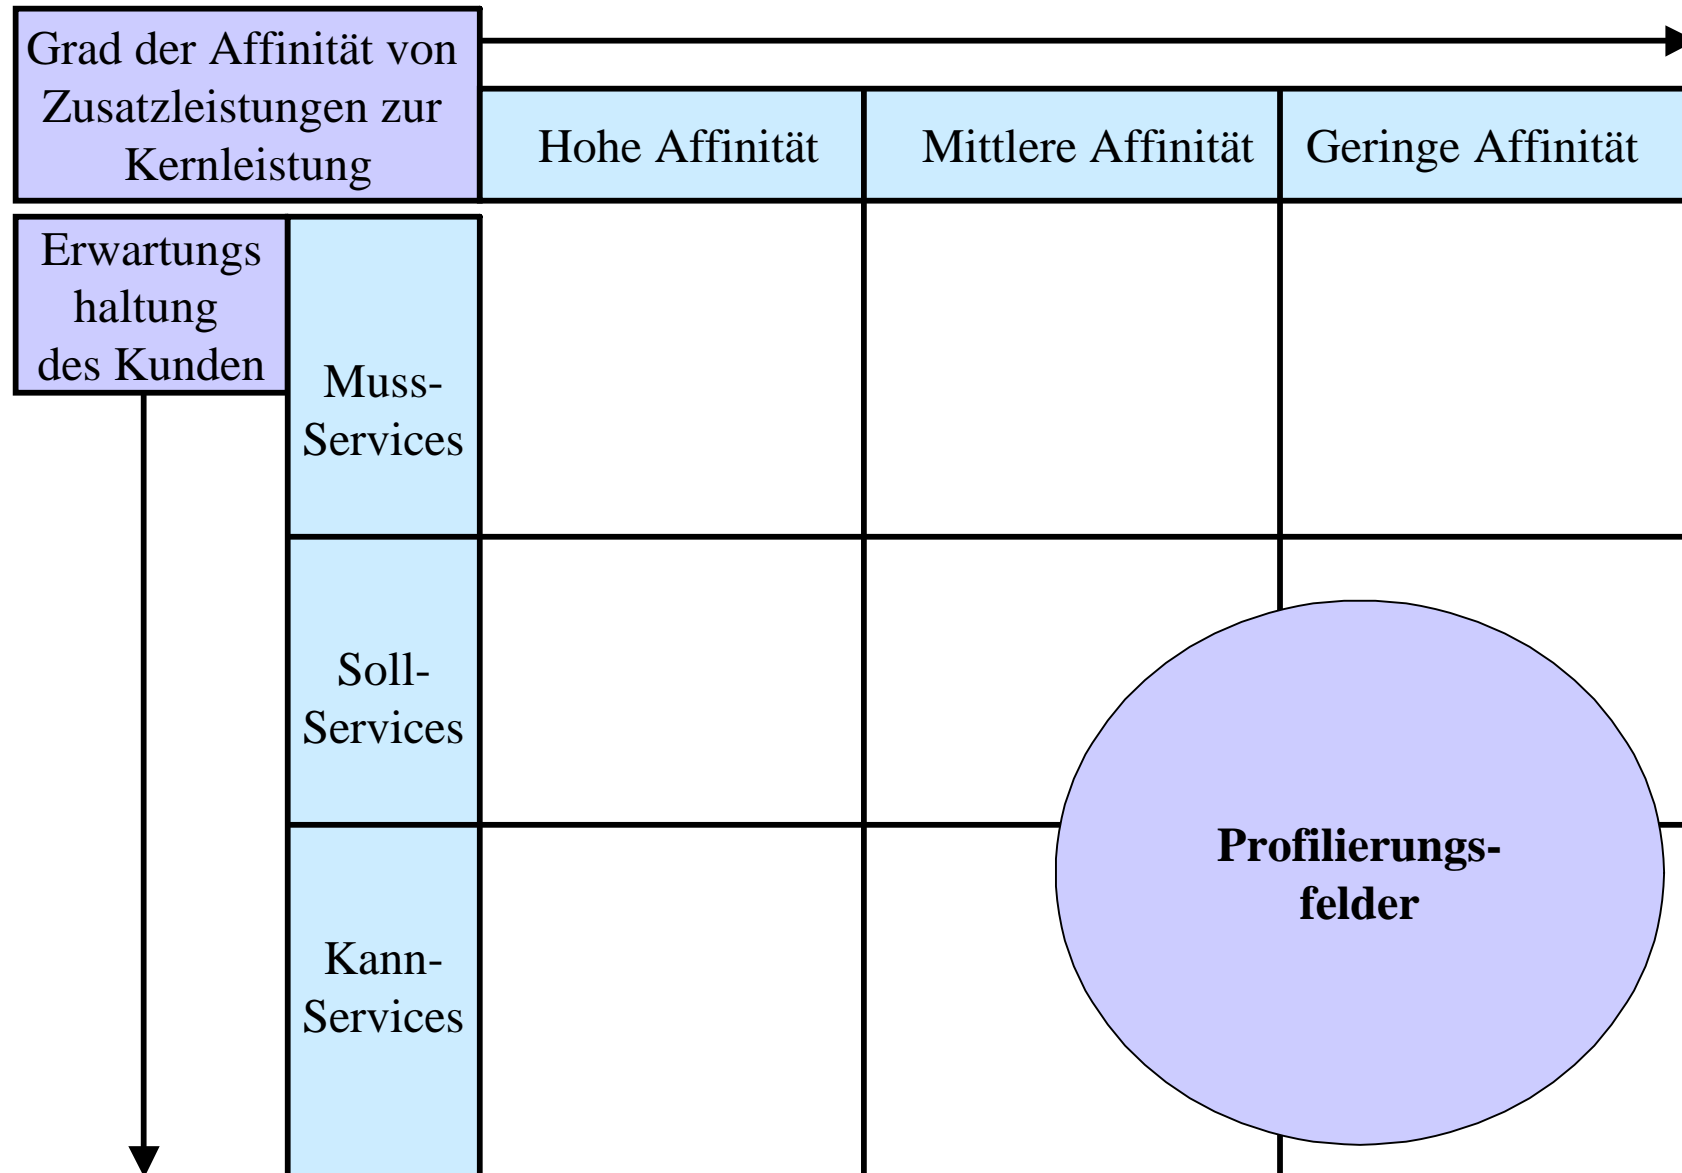 Grad der Affinität von
Zusatzleistungen zur
Kernleistung
Hohe Affinität
Mittlere Affinität
Geringe Affinität
Erwartungs
haltung
des Kunden
Muss-
Services
Soll-
Services
Kann-
Services
Profilierungs-
felder